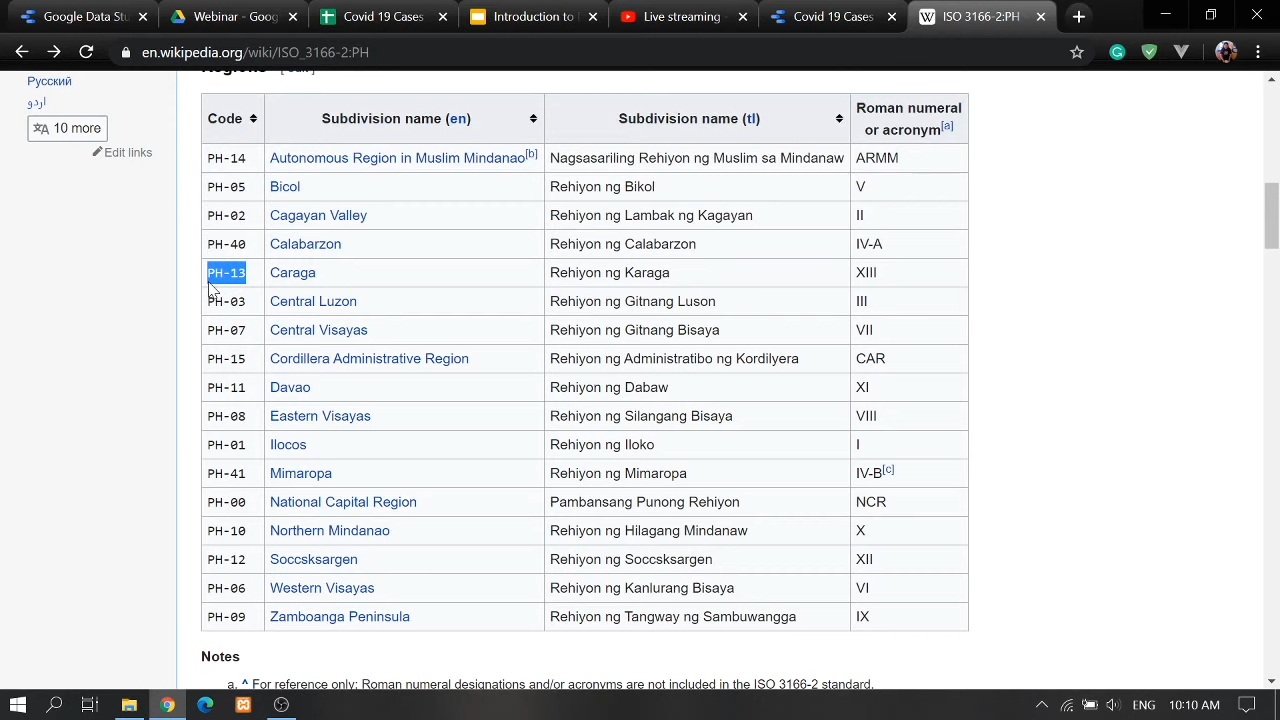 Google Data Stu
Widgets - Goog
Covid 19 Cases
Introduction to
Live streaming
Covid 19 Cases
ISO 3166-2:PH
en.wikipedia.org/wiki/ISO_3166-2:PH
Русский
اردو
10 more
Edit links
Code
Subdivision name (en)
Subdivision name (tl)
Roman numeral
or acronym[a]
PH-14 Autonomous Region in Muslim Mindanao[b] Nagsasariling Rehiyon ng Muslim sa Mindanaw ARMM
PH-05 Bicol Rehiyon ng Bikol V
PH-02 Cagayan Valley Rehiyon ng Lambak ng Kagayan II
PH-40 Calabarzon Rehiyon ng Calabarzon IV-A
PH-13 Caraga Rehiyon ng Karaga XIII
PH-03 Central Luzon Rehiyon ng Gitnang Luson III
PH-07 Central Visayas Rehiyon ng Gitnang Bisaya VII
PH-15 Cordillera Administrative Region Rehiyon ng Administratibo ng Kordilyera CAR
PH-11 Davao Rehiyon ng Dabaw XI
PH-08 Eastern Visayas Rehiyon ng Silangang Bisaya VIII
PH-01 Ilocos Rehiyon ng Iloko I
PH-41 Mimaropa Rehiyon ng Mimaropa IV-B[c]
PH-00 National Capital Region Pambansang Punong Rehiyon NCR
PH-10 Northern Mindanao Rehiyon ng Hilagang Mindanaw X
PH-12 Soccsksargen Rehiyon ng Soccsksargen XII
PH-06 Western Visayas Rehiyon ng Kanlurang Bisaya VI
PH-09 Zamboanga Peninsula Rehiyon ng Tangway ng Sambuwangga IX
Notes
a. ^ For reference only; Roman numeral designations and/or acronyms are not included in the ISO 3166-2 standard.
ENG 10:10 AM